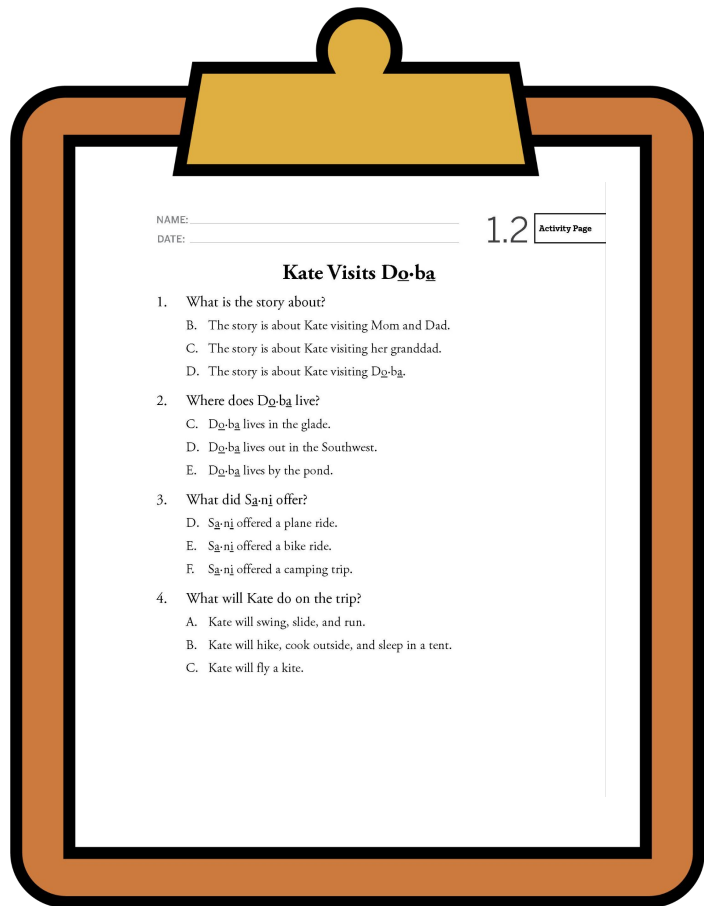 NAME:
DATE:
1.2
Activity Page
Kate Visits Do·ba
1. What is the story about?
B. The story is about Kate visiting Mom and Dad.
C. The story is about Kate visiting her granddad.
D. The story is about Kate visiting Do·ba.
2. Where does Do·ba live?
C. Do·ba lives in the glade.
D. Do·ba lives out in the Southwest.
E. Do·ba lives by the pond.
3. What did Sa·ni offer?
D. Sa·ni offered a plane ride.
E. Sa·ni offered a bike ride.
F. Sa·ni offered a camping trip.
4. What will Kate do on the trip?
A. Kate will swing, slide, and run.
B. Kate will hike, cook outside, and sleep in a tent.
C. Kate will fly a kite.